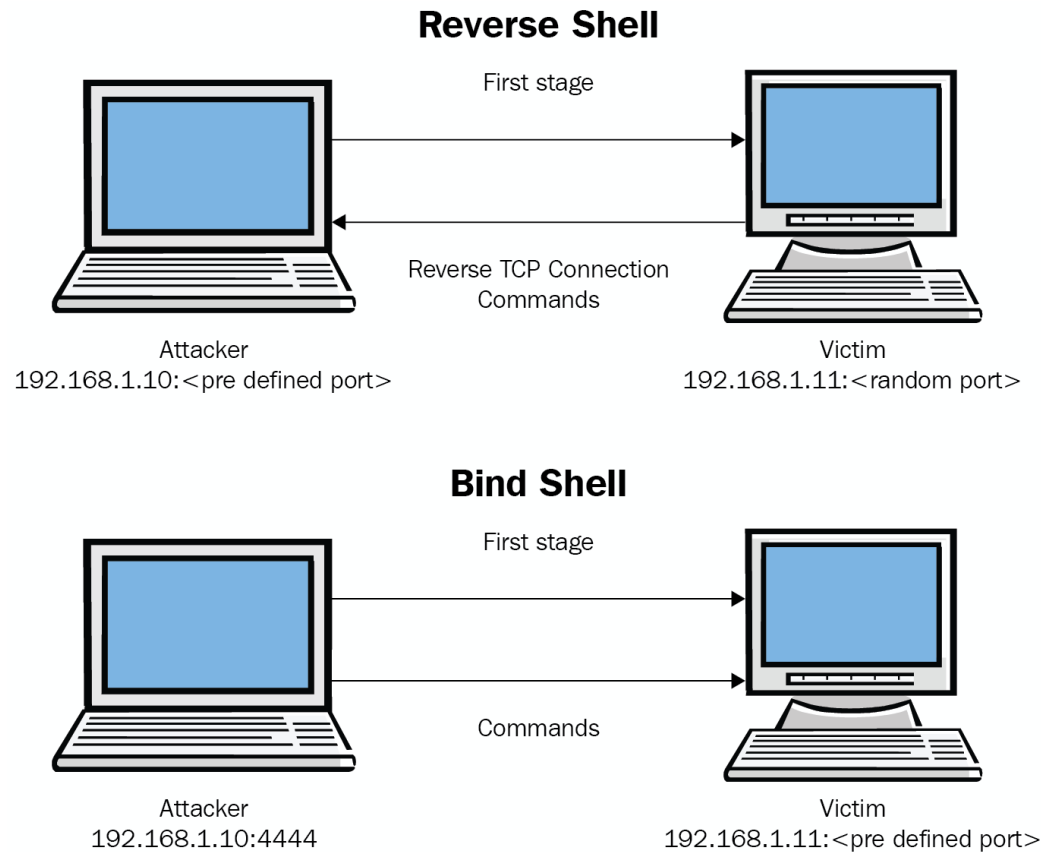 Reverse Shell
First stage
Reverse TCP Connection
Commands
Attacker
192.168.1.10:<pre defined port>
Victim
192.168.1.11:<random port>
Bind Shell
First stage
Commands
Attacker
192.168.1.10:4444
Victim
192.168.1.11:<pre defined port>